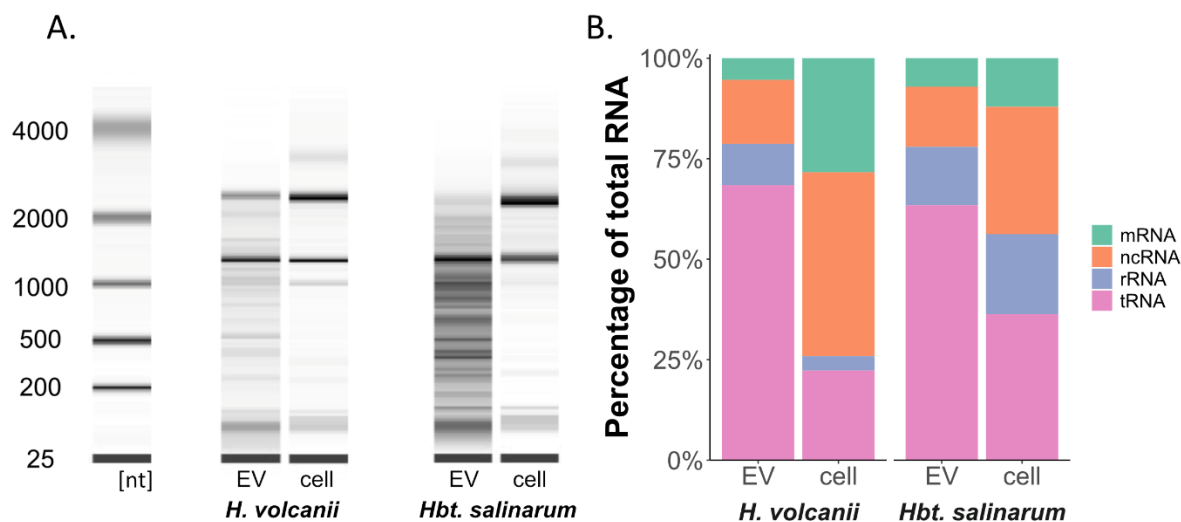 A.
4000
2000
1000
500
200
25
[nt]
EV cell EV cell
H. volcanii Hbt. salinarum
B.
Percentage of total RNA
100%
75%
50%
25%
0%
EV cell EV cell
H. volcanii Hbt. salinarum
mRNA
ncRNA
rRNA
tRNA